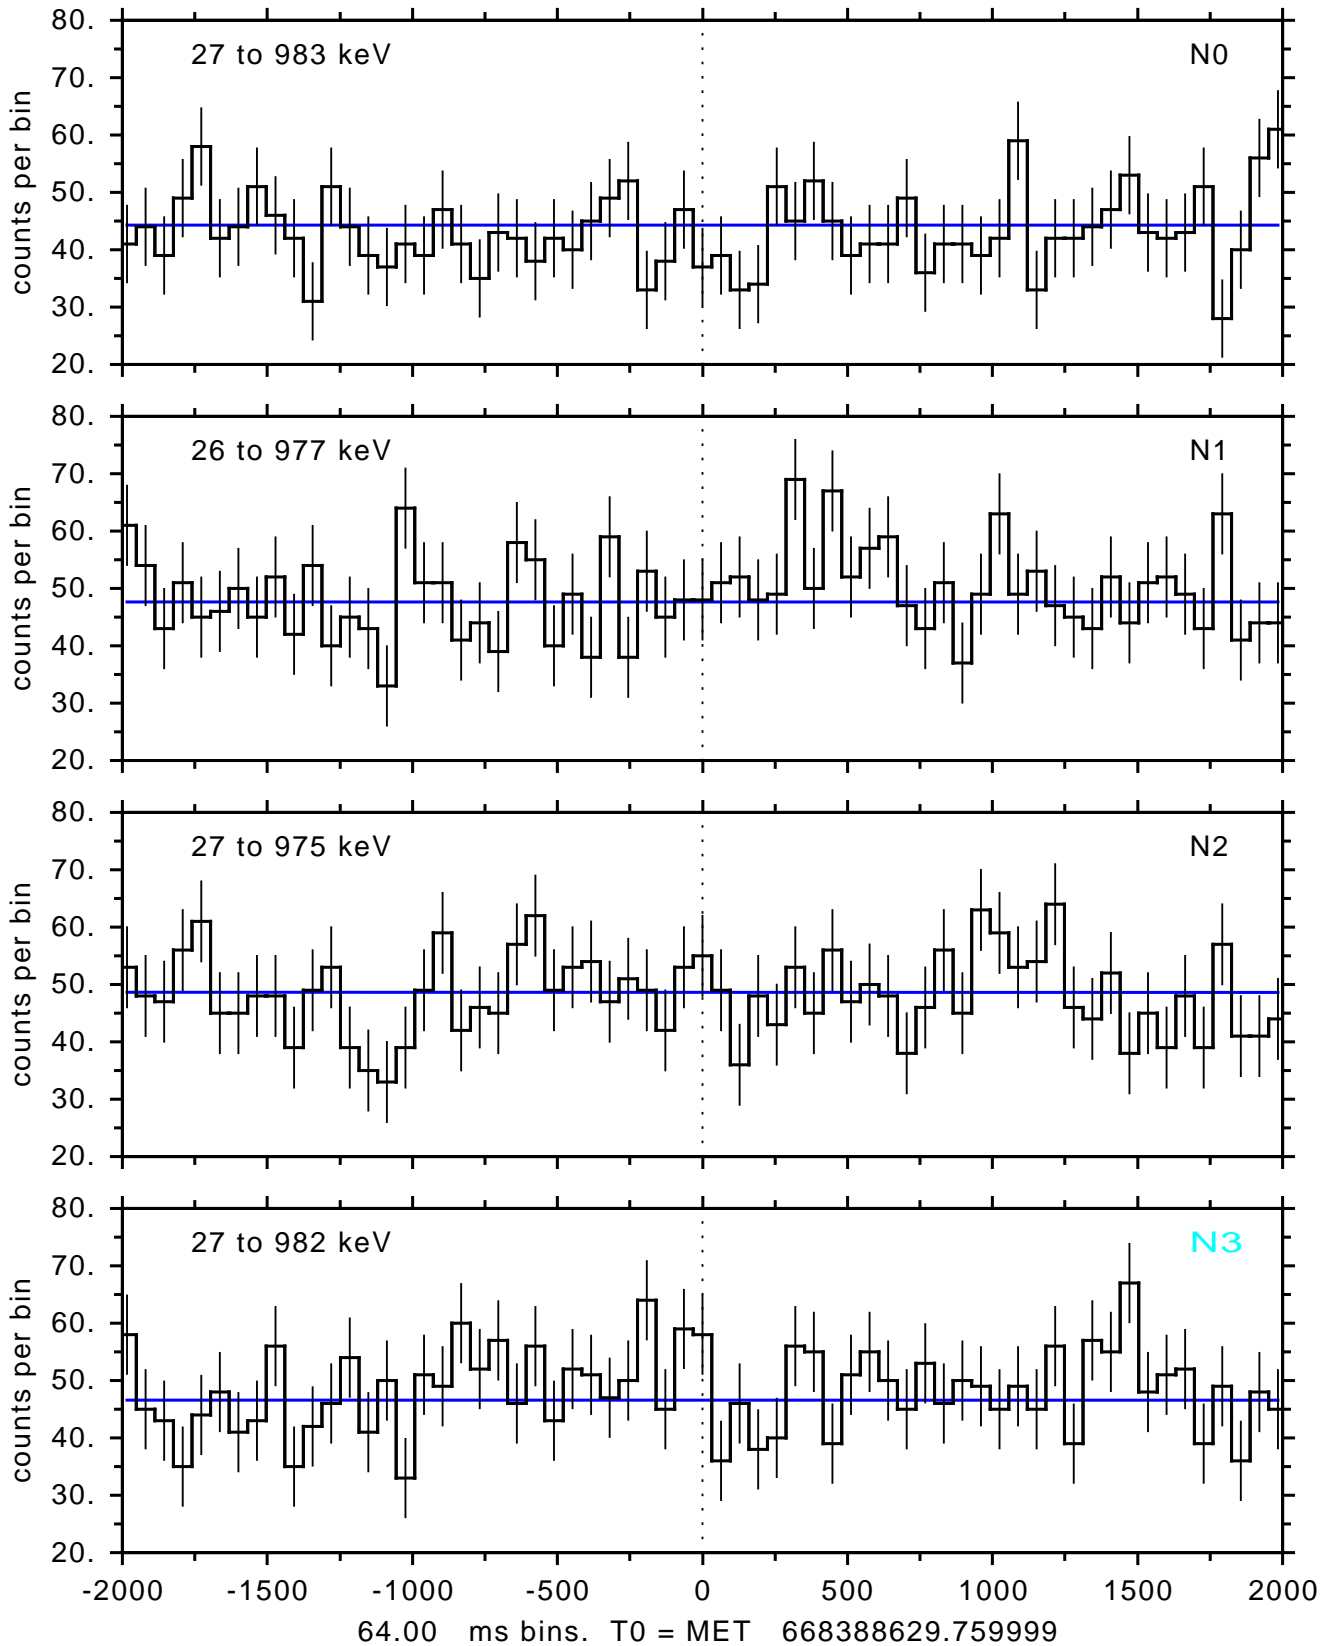 80.
27 to 983 keV N0
70.
60.
50.
40.
30.
20.
counts per bin
80.
26 to 977 keV N1
70.
60.
50.
40.
30.
20.
counts per bin
80.
27 to 975 keV N2
70.
60.
50.
40.
30.
20.
counts per bin
80.
27 to 982 keV N3
70.
60.
50.
40.
30.
20.
counts per bin
-2000 -1500 -1000 -500 0 500 1000 1500 2000
64.00 ms bins. T0 = MET 668388629.759999